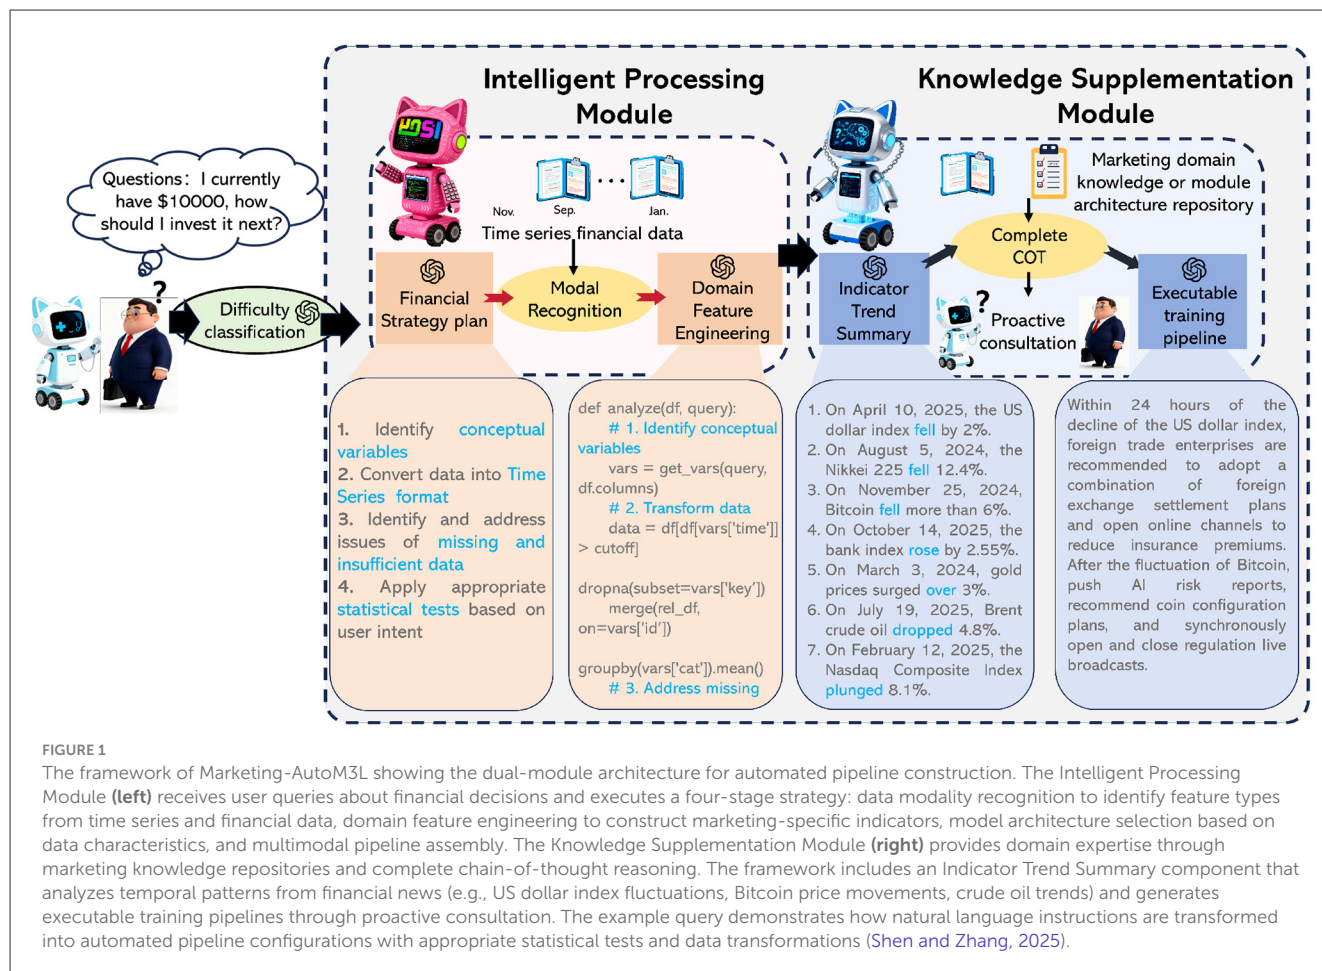 Intelligent Processing
Module
Knowledge Supplementation
Module
Questions: I currently
have $10000, how
should I invest it next?
?
Difficulty
classification
Nov.
Sep.
Jan.
Time series financial data
Financial
Strategy plan
Modal
Recognition
Domain
Feature
Engineering
Marketing domain
knowledge or module
architecture repository
Complete
COT
Indicator
Trend
Summary
?
Proactive
consultation
Executable
training
pipeline
1. Identify conceptual
variables
2. Convert data into Time
Series format
3. Identify and address
issues of missing and
insufficient data
4. Apply appropriate
statistical tests based on
user intent
def analyze(df, query):
# 1. Identify conceptual
variables
vars = get_vars(query,
df.columns)
# 2. Transform data
data = df[df[vars['time']]
> cutoff]
dropna(subset=vars['key'])
merge(rel_df,
on=vars['id'])
groupby(vars['cat']).mean()
# 3. Address missing
1. On April 10, 2025, the US
dollar index fell by 2%.
2. On August 5, 2024, the
Nikkei 225 fell 12.4%.
3. On November 25, 2024,
Bitcoin fell more than 6%.
4. On October 14, 2025, the
bank index rose by 2.55%.
5. On March 3, 2024, gold
prices surged over 3%.
6. On July 19, 2025, Brent
crude oil dropped 4.8%.
7. On February 12, 2025, the
Nasdaq Composite Index
plunged 8.1%.
Within 24 hours of the
decline of the US dollar index,
foreign trade enterprises are
recommended to adopt a
combination of foreign
exchange settlement plans
and open online channels to
reduce insurance premiums.
After the fluctuation of Bitcoin,
push AI risk reports,
recommend coin configuration
plans, and synchronously
open and close regulation live
broadcasts.
FIGURE 1
The framework of Marketing-AutoM3L showing the dual-module architecture for automated pipeline construction. The Intelligent Processing
Module (left) receives user queries about financial decisions and executes a four-stage strategy: data modality recognition to identify feature types
from time series and financial data, domain feature engineering to construct marketing-specific indicators, model architecture selection based on
data characteristics, and multimodal pipeline assembly. The Knowledge Supplementation Module (right) provides domain expertise through
marketing knowledge repositories and complete chain-of-thought reasoning. The framework includes an Indicator Trend Summary component that
analyzes temporal patterns from financial news (e.g., US dollar index fluctuations, Bitcoin price movements, crude oil trends) and generates
executable training pipelines through proactive consultation. The example query demonstrates how natural language instructions are transformed
into automated pipeline configurations with appropriate statistical tests and data transformations (Shen and Zhang, 2025).